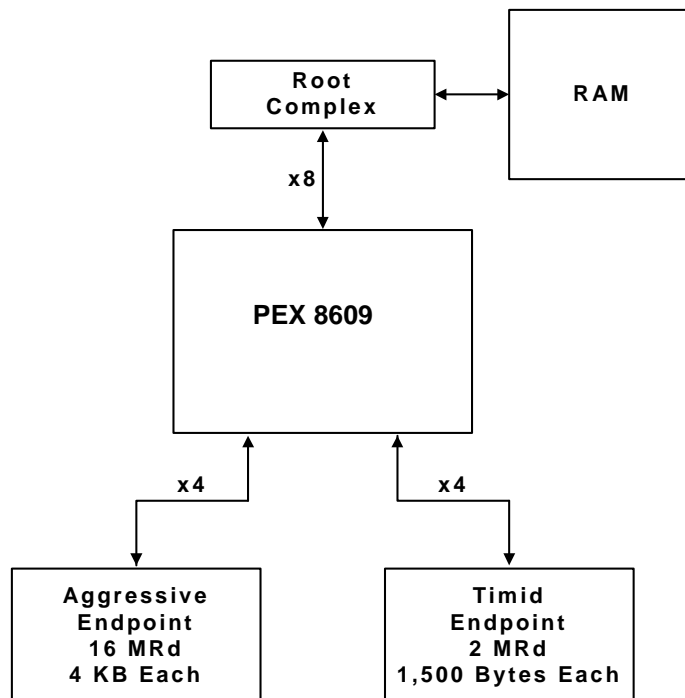 Root
Complex
RAM
x8
PEX 8609
x4
x4
Aggressive
Endpoint
16 MRd
4 KB Each
Timid
Endpoint
2 MRd
1,500 Bytes Each